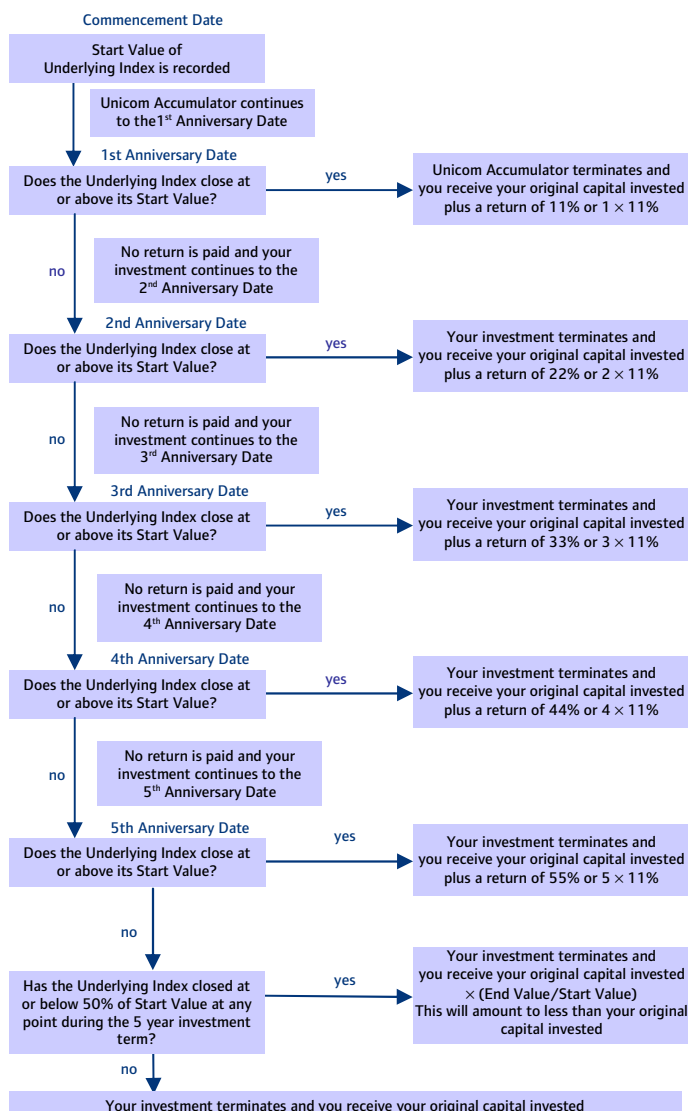 Commencement Date
Start Value of
Underlying Index is recorded
Unicom Accumulator continues
to the1st Anniversary Date
1st Anniversary Date
Does the Underlying Index close at
or above its Start Value?
yes
Unicom Accumulator terminates and
you receive your original capital invested
plus a return of 11% or 1 × 11%
no
No return is paid and your
investment continues to the
2nd Anniversary Date
2nd Anniversary Date
Does the Underlying Index close at
or above its Start Value?
yes
Your investment terminates and
you receive your original capital invested
plus a return of 22% or 2 × 11%
no
No return is paid and your
investment continues to the
3rd Anniversary Date
3rd Anniversary Date
Does the Underlying Index close at
or above its Start Value?
yes
Your investment terminates and
you receive your original capital invested
plus a return of 33% or 3 × 11%
no
No return is paid and your
investment continues to the
4th Anniversary Date
4th Anniversary Date
Does the Underlying Index close at
or above its Start Value?
yes
Your investment terminates and
you receive your original capital invested
plus a return of 44% or 4 × 11%
no
No return is paid and your
investment continues to the
5th Anniversary Date
5th Anniversary Date
Does the Underlying Index close at
or above its Start Value?
yes
Your investment terminates and
you receive your original capital invested
plus a return of 55% or 5 × 11%
no
Has the Underlying Index closed at
or below 50% of Start Value at any
point during the 5 year investment
term?
yes
Your investment terminates and
you receive your original capital invested
× (End Value/Start Value)
This will amount to less than your original
capital invested
no
Your investment terminates and you receive your original capital invested